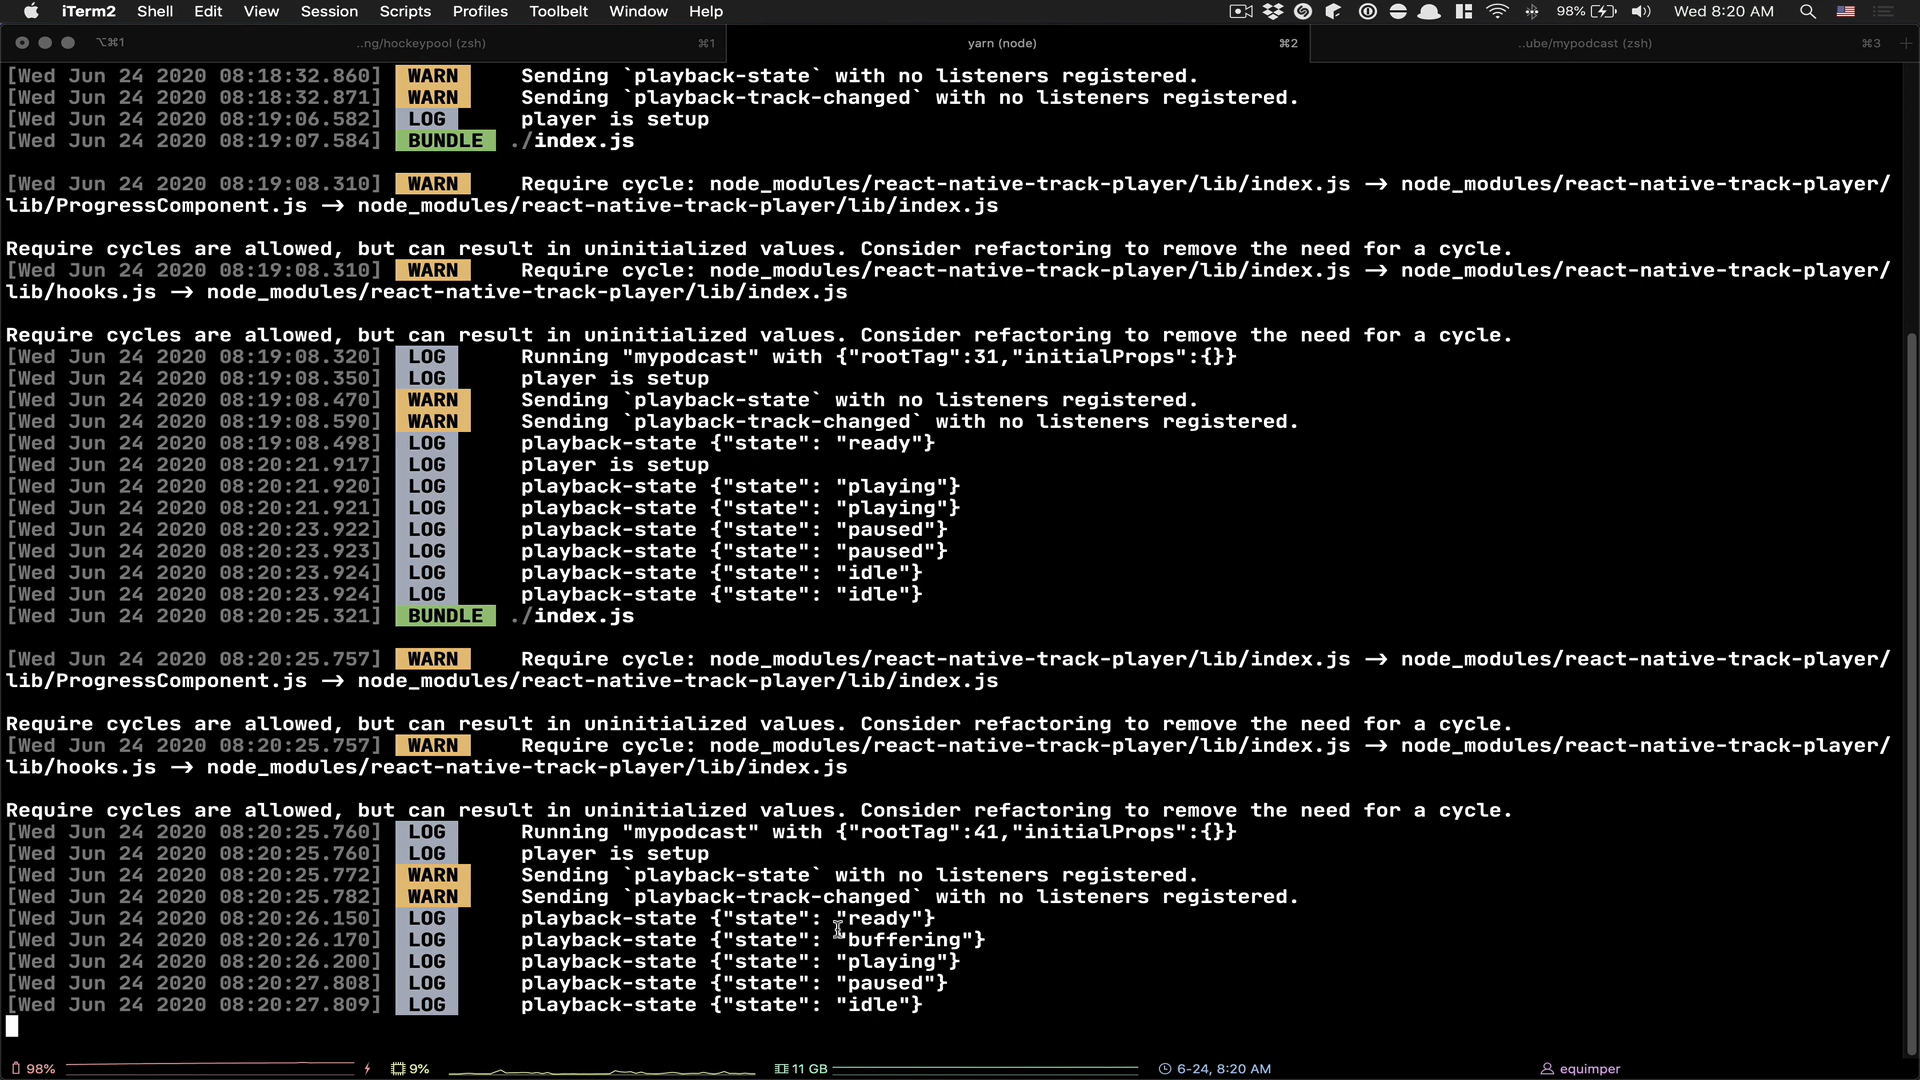 iTerm2 Shell Edit View Session Scripts Profiles Toolbelt Window Help 98% Wed 8:20 AM
⌥⌘1 ..ng/hockeypool (zsh) ⌘1 yarn (node) ⌘2 ..ube/mypodcast (zsh) ⌘3 +
[Wed Jun 24 2020 08:18:32.860] WARN Sending `playback-state` with no listeners registered.
[Wed Jun 24 2020 08:18:32.871] WARN Sending `playback-track-changed` with no listeners registered.
[Wed Jun 24 2020 08:19:06.582] LOG player is setup
[Wed Jun 24 2020 08:19:07.584] BUNDLE ./index.js
[Wed Jun 24 2020 08:19:08.310] WARN Require cycle: node_modules/react-native-track-player/lib/index.js -> node_modules/react-native-track-player/
lib/ProgressComponent.js -> node_modules/react-native-track-player/lib/index.js
Require cycles are allowed, but can result in uninitialized values. Consider refactoring to remove the need for a cycle.
[Wed Jun 24 2020 08:19:08.310] WARN Require cycle: node_modules/react-native-track-player/lib/index.js -> node_modules/react-native-track-player/
lib/hooks.js -> node_modules/react-native-track-player/lib/index.js
Require cycles are allowed, but can result in uninitialized values. Consider refactoring to remove the need for a cycle.
[Wed Jun 24 2020 08:19:08.320] LOG Running "mypodcast" with {"rootTag":31,"initialProps":{}}
[Wed Jun 24 2020 08:19:08.350] LOG player is setup
[Wed Jun 24 2020 08:19:08.470] WARN Sending `playback-state` with no listeners registered.
[Wed Jun 24 2020 08:19:08.590] WARN Sending `playback-track-changed` with no listeners registered.
[Wed Jun 24 2020 08:19:08.498] LOG playback-state {"state": "ready"}
[Wed Jun 24 2020 08:20:21.917] LOG player is setup
[Wed Jun 24 2020 08:20:21.920] LOG playback-state {"state": "playing"}
[Wed Jun 24 2020 08:20:21.921] LOG playback-state {"state": "playing"}
[Wed Jun 24 2020 08:20:23.922] LOG playback-state {"state": "paused"}
[Wed Jun 24 2020 08:20:23.923] LOG playback-state {"state": "paused"}
[Wed Jun 24 2020 08:20:23.924] LOG playback-state {"state": "idle"}
[Wed Jun 24 2020 08:20:23.924] LOG playback-state {"state": "idle"}
[Wed Jun 24 2020 08:20:25.321] BUNDLE ./index.js
[Wed Jun 24 2020 08:20:25.757] WARN Require cycle: node_modules/react-native-track-player/lib/index.js -> node_modules/react-native-track-player/
lib/ProgressComponent.js -> node_modules/react-native-track-player/lib/index.js
Require cycles are allowed, but can result in uninitialized values. Consider refactoring to remove the need for a cycle.
[Wed Jun 24 2020 08:20:25.757] WARN Require cycle: node_modules/react-native-track-player/lib/index.js -> node_modules/react-native-track-player/
lib/hooks.js -> node_modules/react-native-track-player/lib/index.js
Require cycles are allowed, but can result in uninitialized values. Consider refactoring to remove the need for a cycle.
[Wed Jun 24 2020 08:20:25.760] LOG Running "mypodcast" with {"rootTag":41,"initialProps":{}}
[Wed Jun 24 2020 08:20:25.760] LOG player is setup
[Wed Jun 24 2020 08:20:25.772] WARN Sending `playback-state` with no listeners registered.
[Wed Jun 24 2020 08:20:25.782] WARN Sending `playback-track-changed` with no listeners registered.
[Wed Jun 24 2020 08:20:26.150] LOG playback-state {"state": "ready"}
[Wed Jun 24 2020 08:20:26.170] LOG playback-state {"state": "buffering"}
[Wed Jun 24 2020 08:20:26.200] LOG playback-state {"state": "playing"}
[Wed Jun 24 2020 08:20:27.808] LOG playback-state {"state": "paused"}
[Wed Jun 24 2020 08:20:27.809] LOG playback-state {"state": "idle"}
98% 9% 11 GB 6-24, 8:20 AM equimper